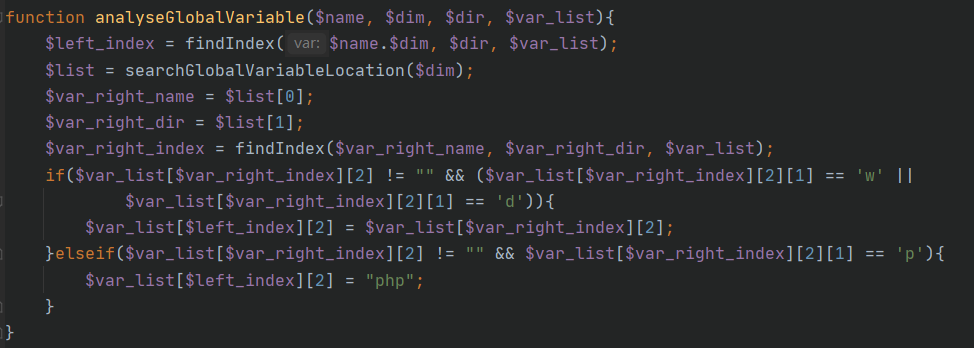 function analyseGlobalVariable($name, $dim, $dir, $var_list){
    $left_index = findIndex( var: $name.$dim, $dir, $var_list);
    $list = searchGlobalVariableLocation($dim);
    $var_right_name = $list[0];
    $var_right_dir = $list[1];
    $var_right_index = findIndex($var_right_name, $var_right_dir, $var_list);
    if($var_list[$var_right_index][2] != "" && ($var_list[$var_right_index][2][1] == 'w' ||
            $var_list[$var_right_index][2][1] == 'd')){
        $var_list[$left_index][2] = $var_list[$var_right_index][2];
    }elseif($var_list[$var_right_index][2] != "" && $var_list[$var_right_index][2][1] == 'p'){
        $var_list[$left_index][2] = "php";
    }
}